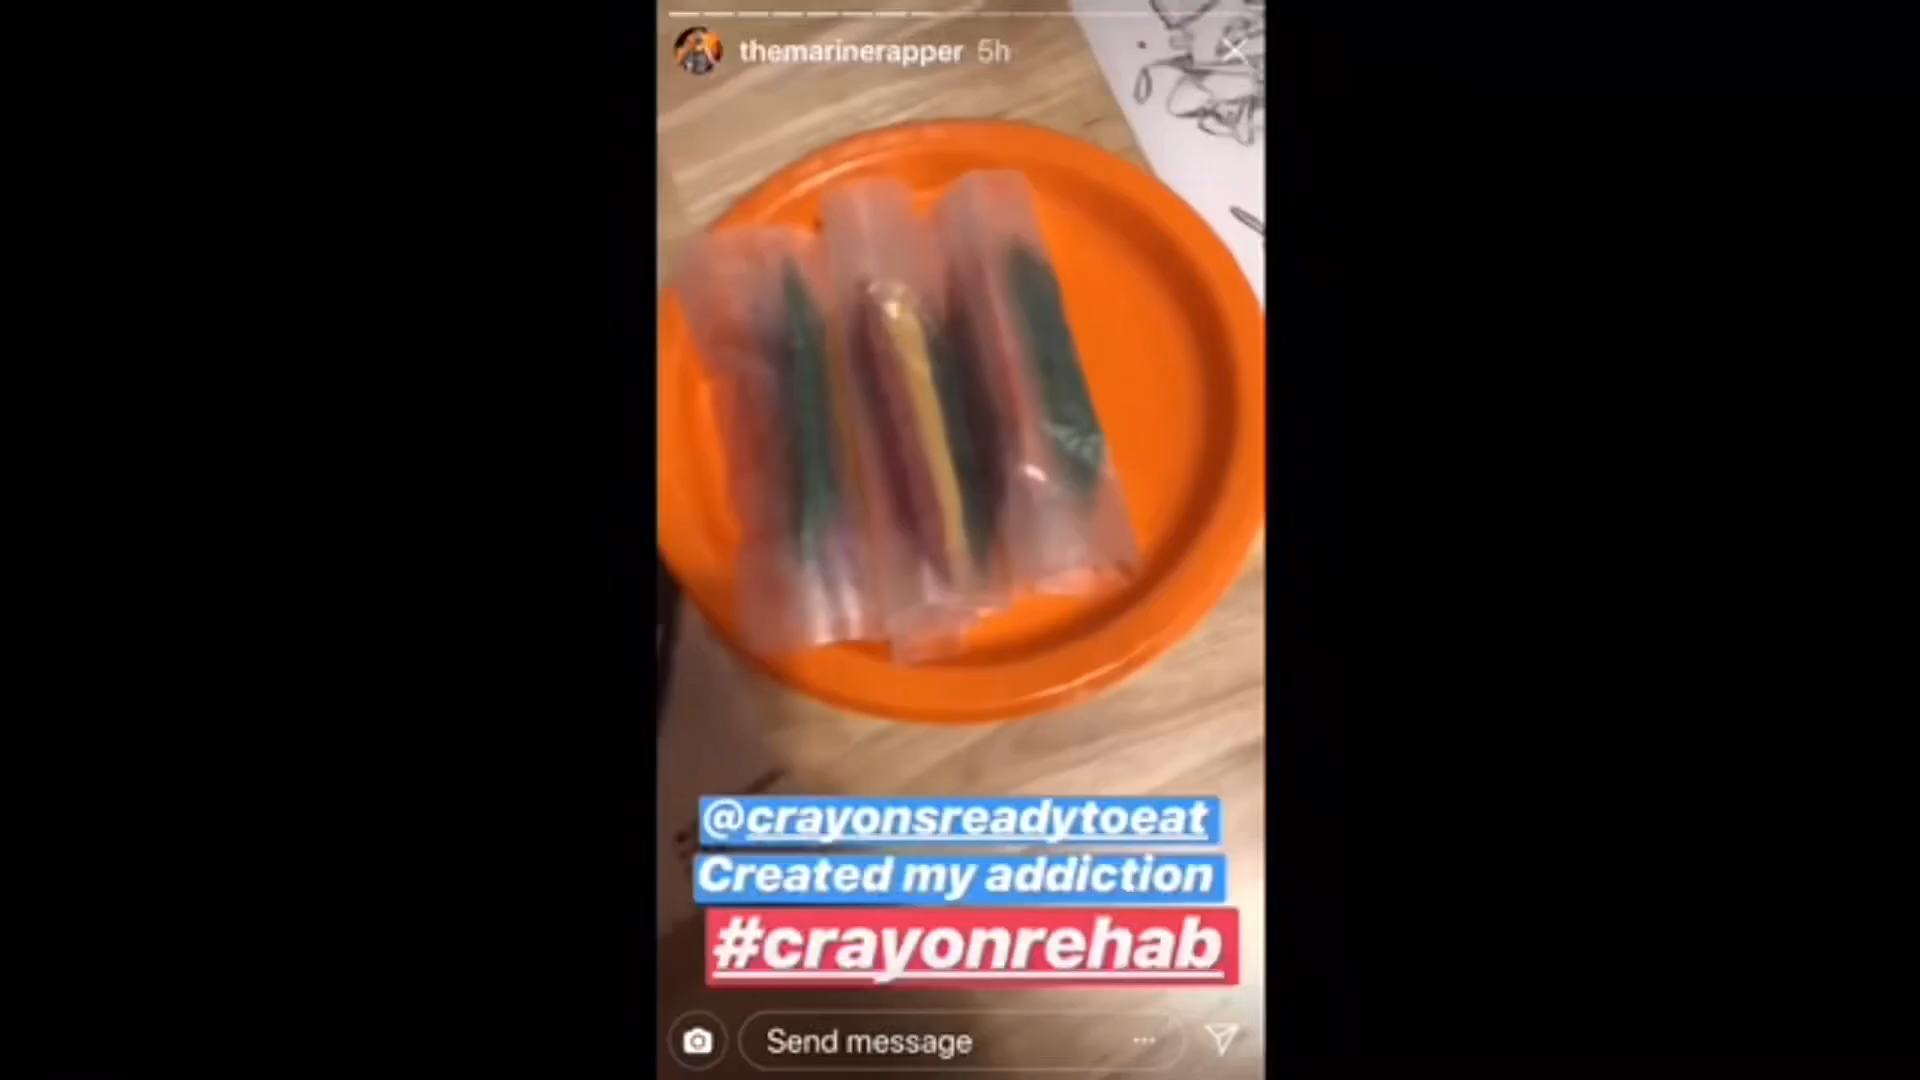 themarinerapper 5h
@crayonsreadytoeat
Created my addiction
#crayonrehab
Send message